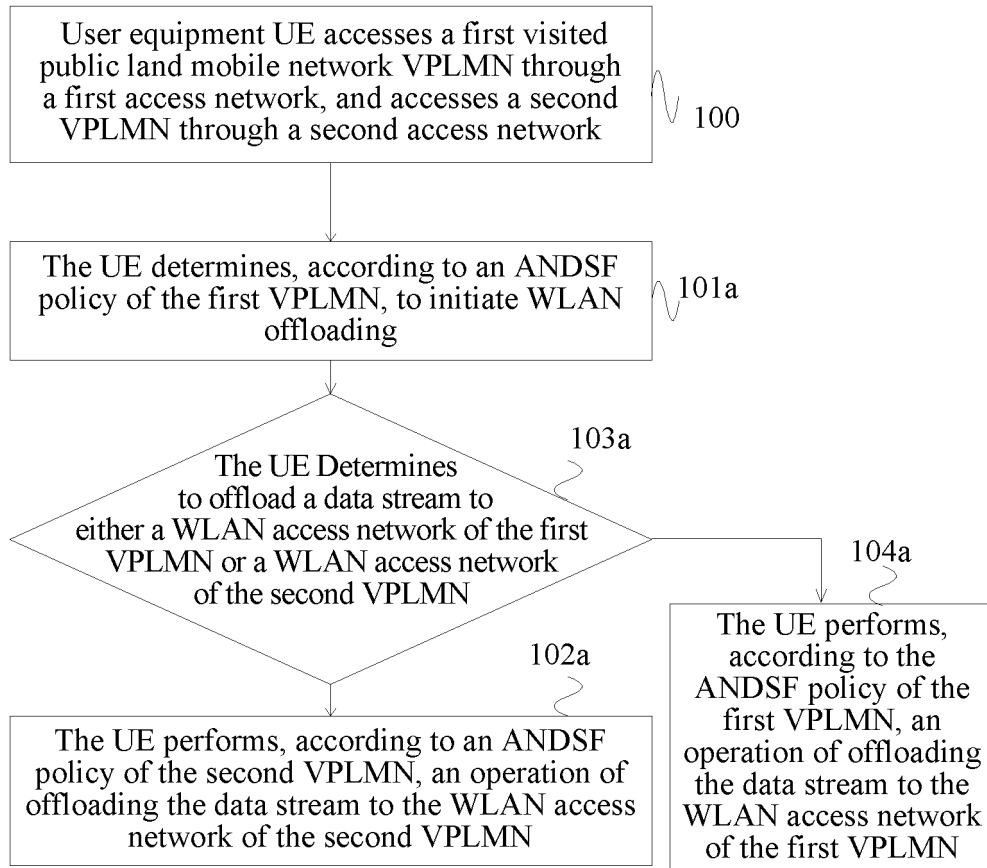 User equipment UE accesses a first visited
public land mobile network VPLMN through
a first access network, and accesses a second
VPLMN through a second access network
100
The UE determines, according to an ANDSF
policy of the first VPLMN, to initiate WLAN
offloading
101a
103a
The UE Determines
to offload a data stream to
either a WLAN access network of the first
VPLMN or a WLAN access network
of the second VPLMN
102a
The UE performs, according to an ANDSF
policy of the second VPLMN, an operation of
offloading the data stream to the WLAN access
network of the second VPLMN
104a
The UE performs,
according to the
ANDSF policy of the
first VPLMN, an
operation of offloading
the data stream to the
WLAN access network
of the first VPLMN